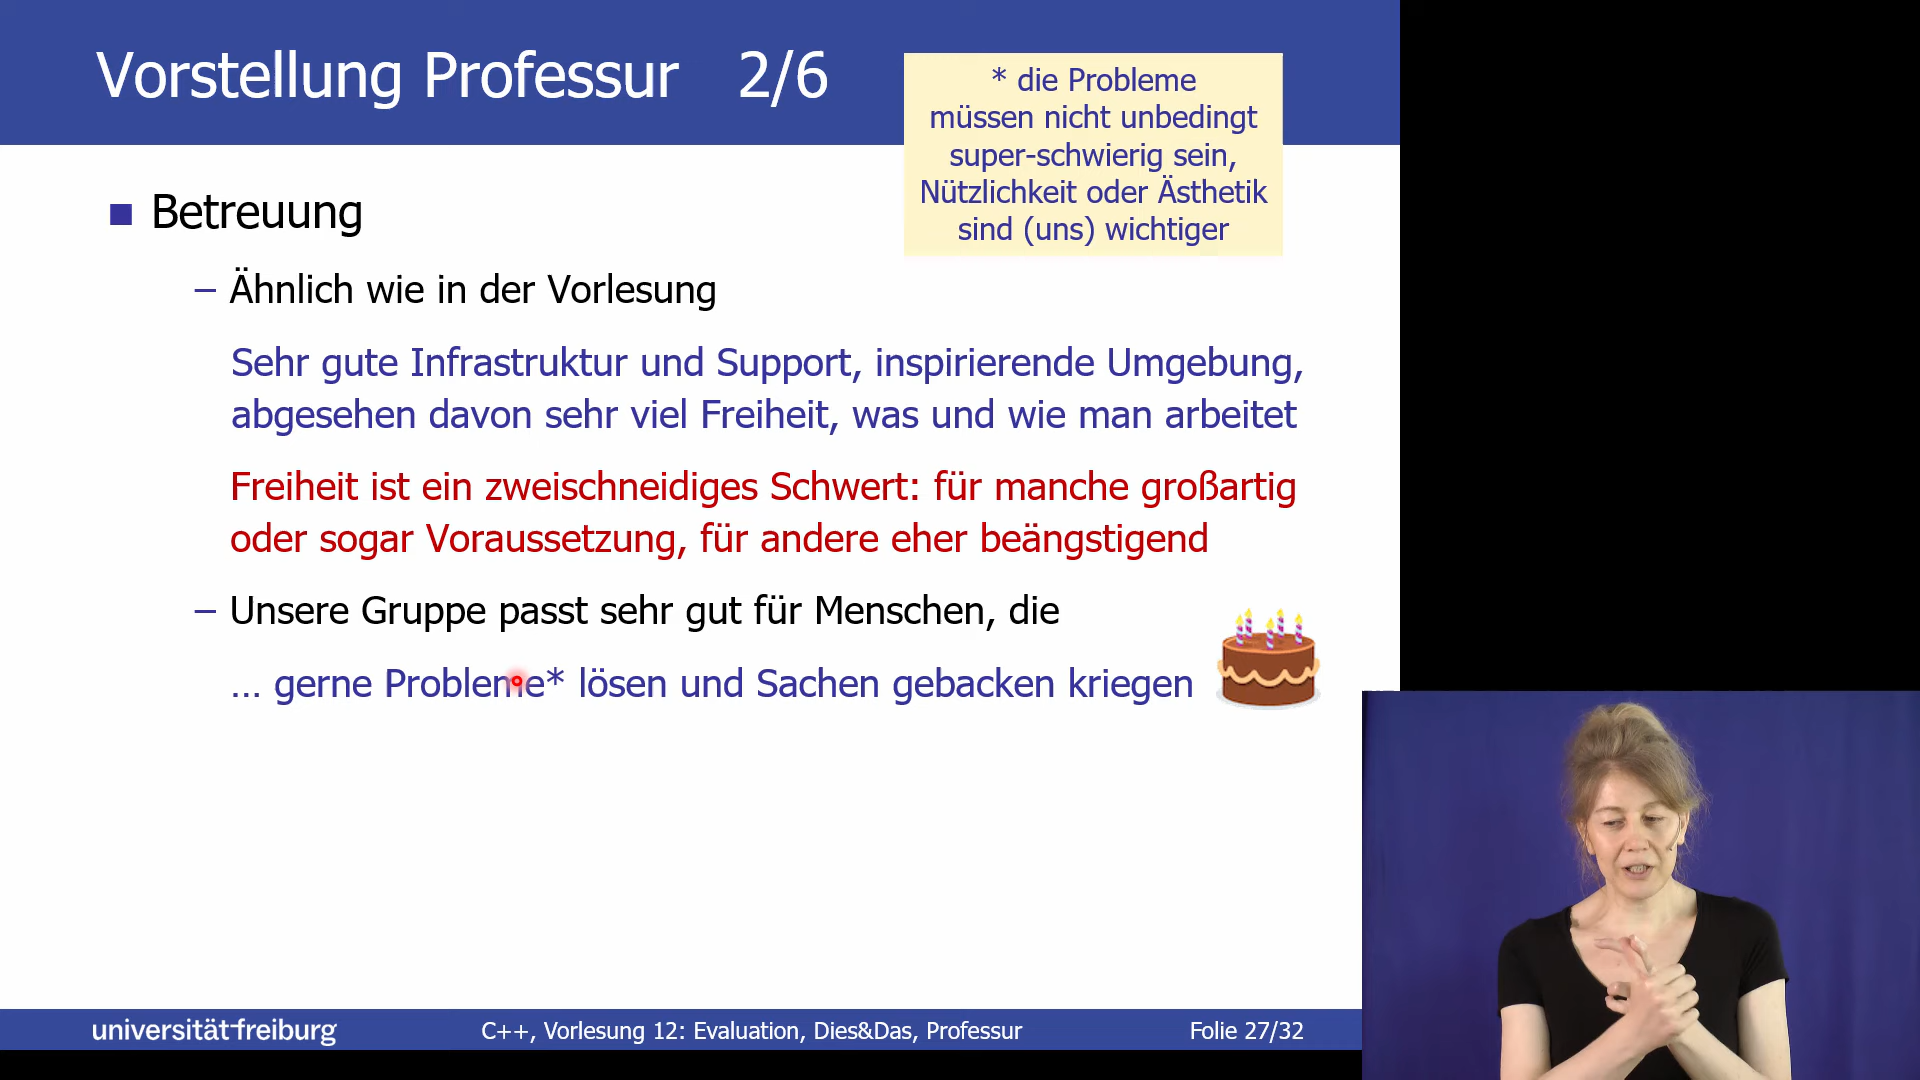 Vorstellung Professur 2/6
* die Probleme
müssen nicht unbedingt
super-schwierig sein,
Nützlichkeit oder Ästhetik
sind (uns) wichtiger
Betreuung
– Ähnlich wie in der Vorlesung
Sehr gute Infrastruktur und Support, inspirierende Umgebung,
abgesehen davon sehr viel Freiheit, was und wie man arbeitet
Freiheit ist ein zweischneidiges Schwert: für manche großartig
oder sogar Voraussetzung, für andere eher beängstigend
– Unsere Gruppe passt sehr gut für Menschen, die
... gerne Probleme* lösen und Sachen gebacken kriegen
universität freiburg
C++, Vorlesung 12: Evaluation, Dies&Das, Professur
Folie 27/32